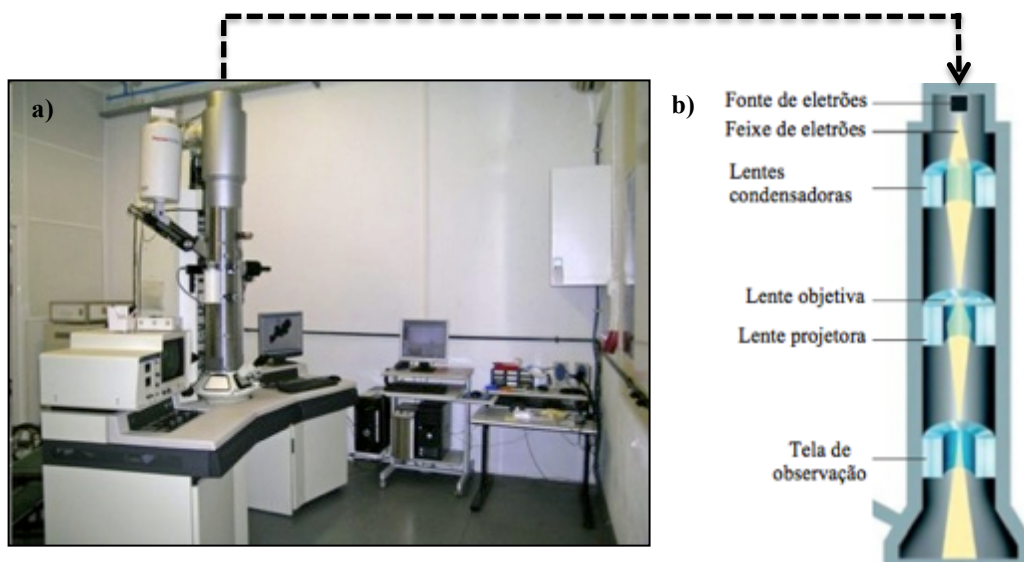 a)
b)
Fonte de eletrões
Feixe de eletrões
Lentes
condensadoras
Lente objetiva
Lente projetora
Tela de
observação